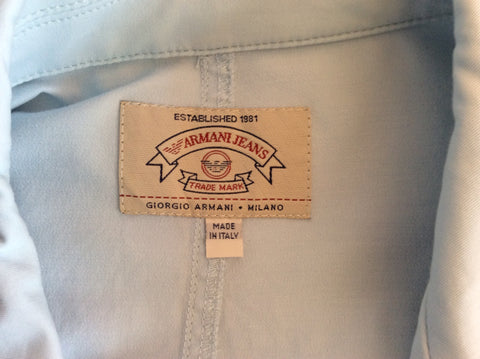 ESTABLISHED 1981
ARMANI JEANS
TRADE MARK
GIORGIO ARMANI • MILANO
MADE
IN ITALY